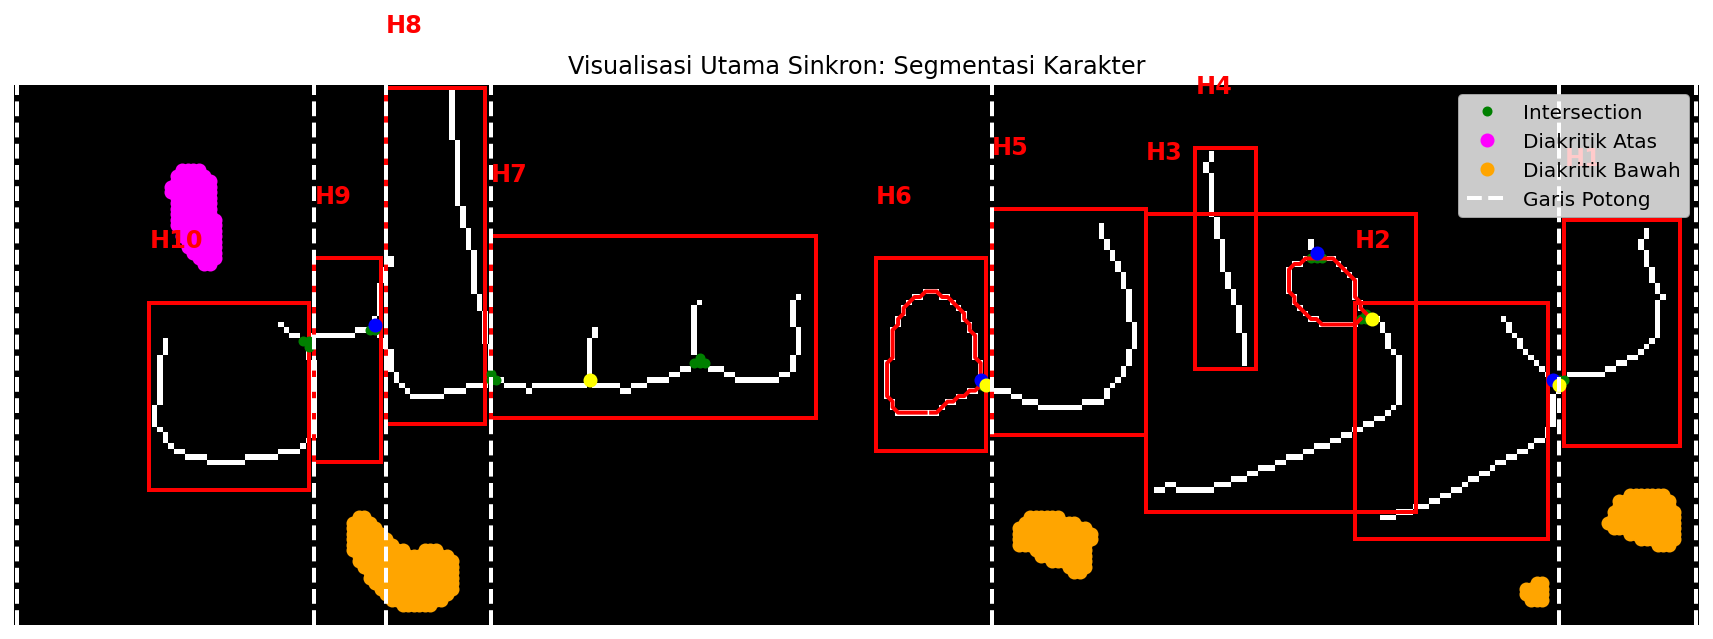 H8
Visualisasi Utama Sinkron: Segmentasi Karakter
H4
Intersection
Diakritik Atas
Diakritik Bawah
Garis Potong
H5
H3
H1
H7
H9
H6
H10
H2